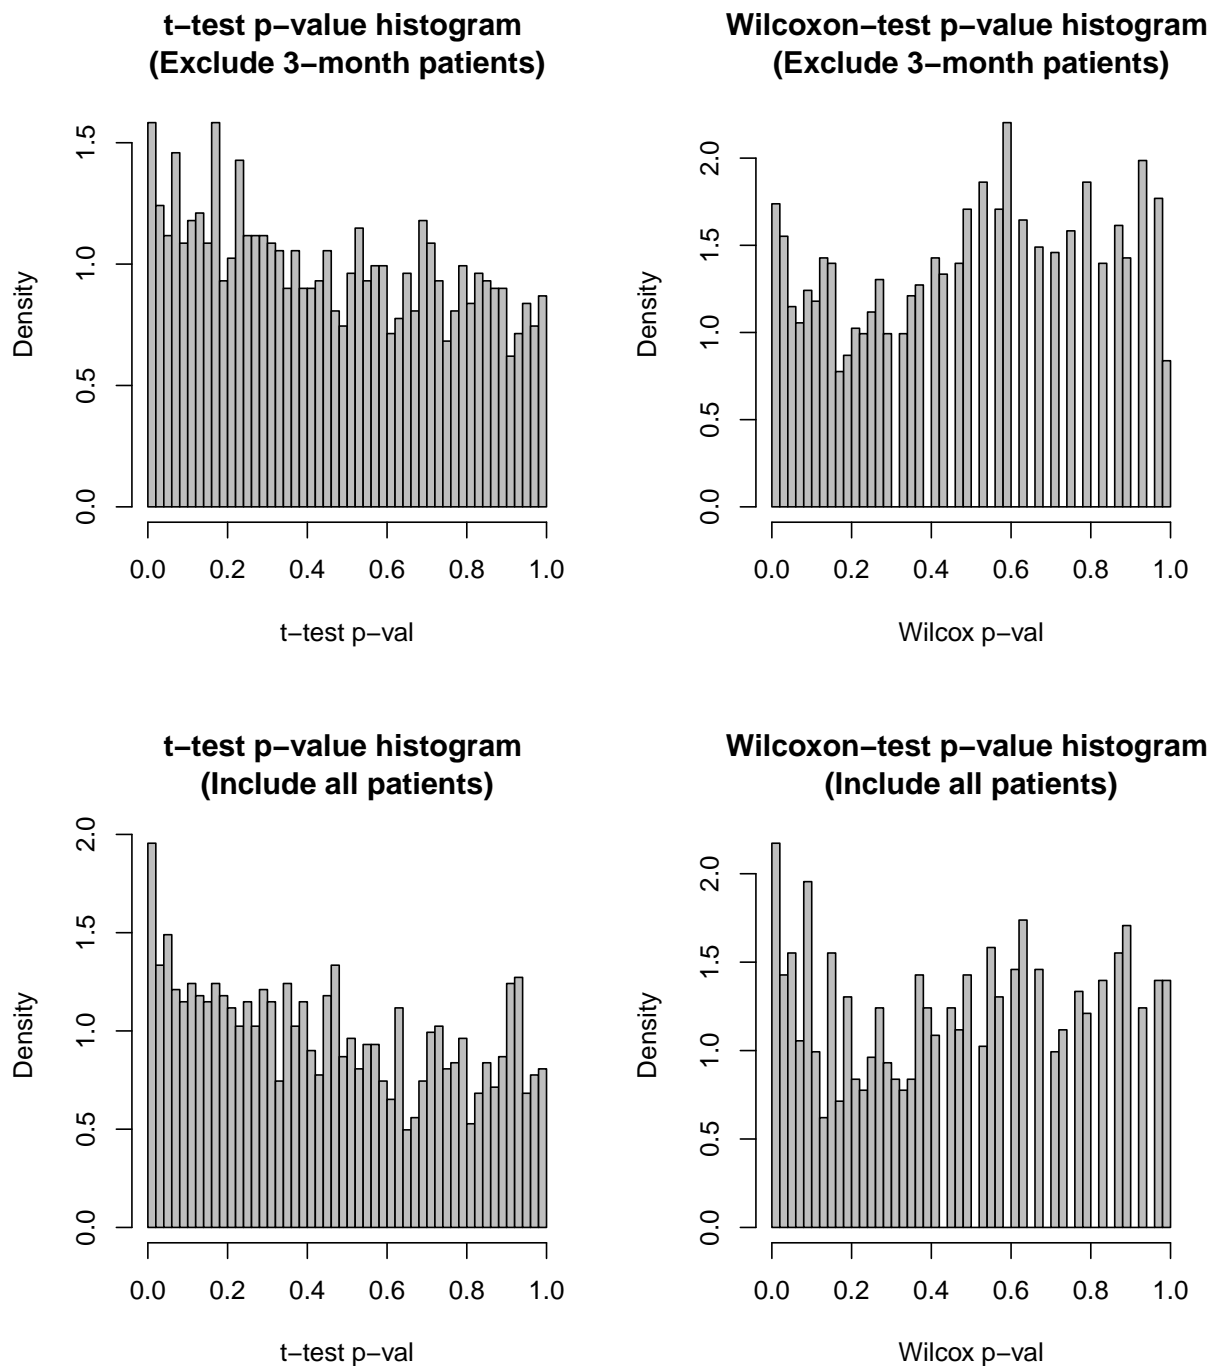 t−test p−value histogram
(Exclude 3−month patients)
Density
0.0
0.5
1.0
1.5
0.0 0.2 0.4 0.6 0.8 1.0
t−test p−val
Wilcoxon−test p−value histogram
(Exclude 3−month patients)
Density
0.0
0.5
1.0
1.5
2.0
0.0 0.2 0.4 0.6 0.8 1.0
Wilcox p−val
t−test p−value histogram
(Include all patients)
Density
0.0
0.5
1.0
1.5
2.0
0.0 0.2 0.4 0.6 0.8 1.0
t−test p−val
Wilcoxon−test p−value histogram
(Include all patients)
Density
0.0
0.5
1.0
1.5
2.0
0.0 0.2 0.4 0.6 0.8 1.0
Wilcox p−val